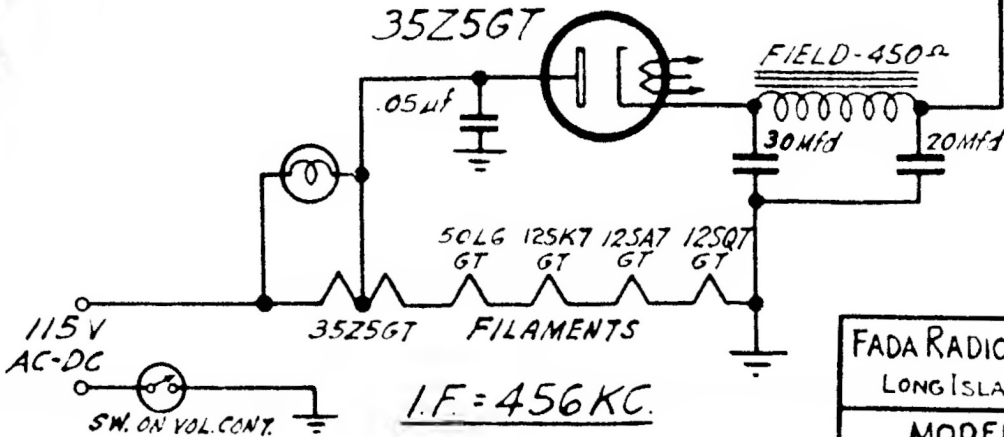 35Z5GT
FIELD-450Ω
.05µf
30Mfd
20Mfd
50L6 GT
12SK7 GT
12SA7 GT
12SQ7 GT
35Z5GT
FILAMENTS
115V
AC-DC
SW. ON VOL.CONT.
I.F.=456KC.
FADA RADIO
LONG ISLA
MODEL